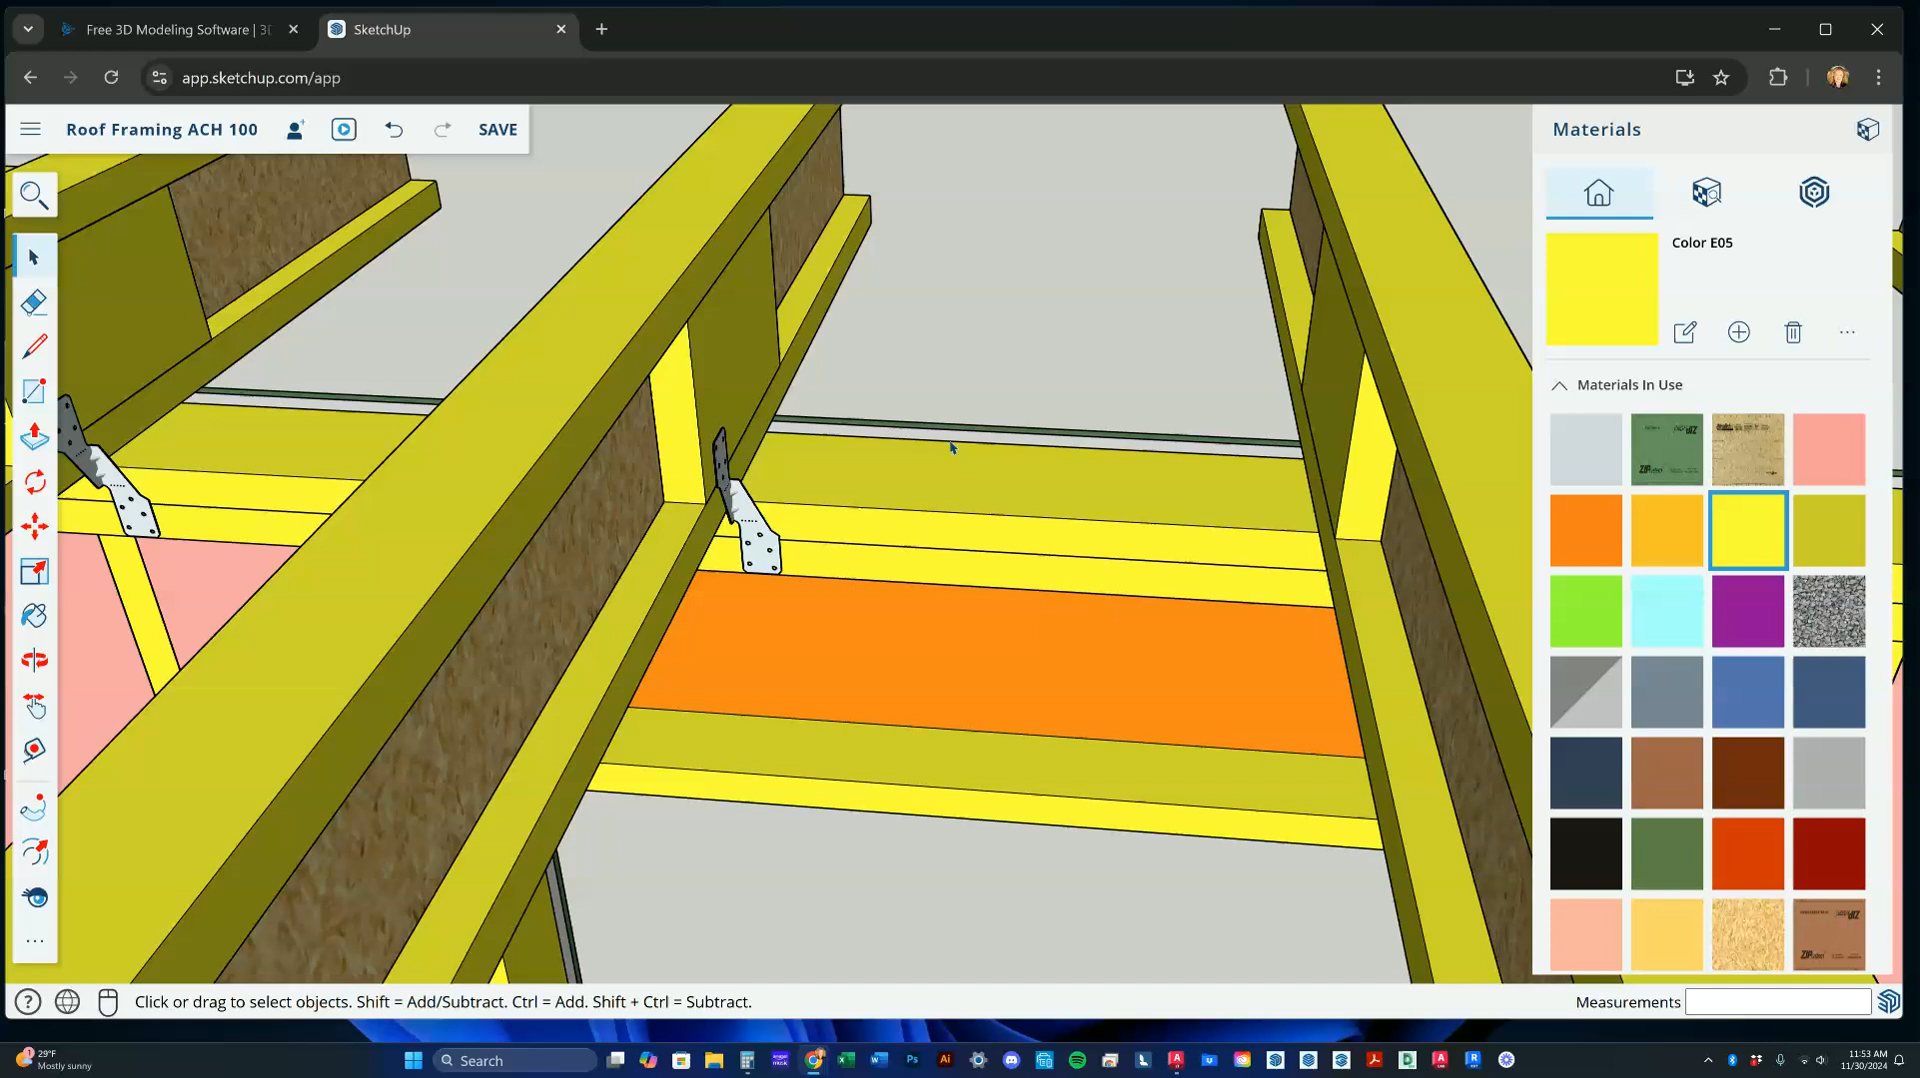 Free 3D Modeling Software | 3D
SketchUp
app.sketchup.com/app
Roof Framing ACH 100
SAVE
Materials
Color E05
Materials In Use
Click or drag to select objects. Shift = Add/Subtract. Ctrl = Add. Shift + Ctrl = Subtract.
Measurements
29°F
Mostly sunny
Search
11:53 AM
11/30/2024